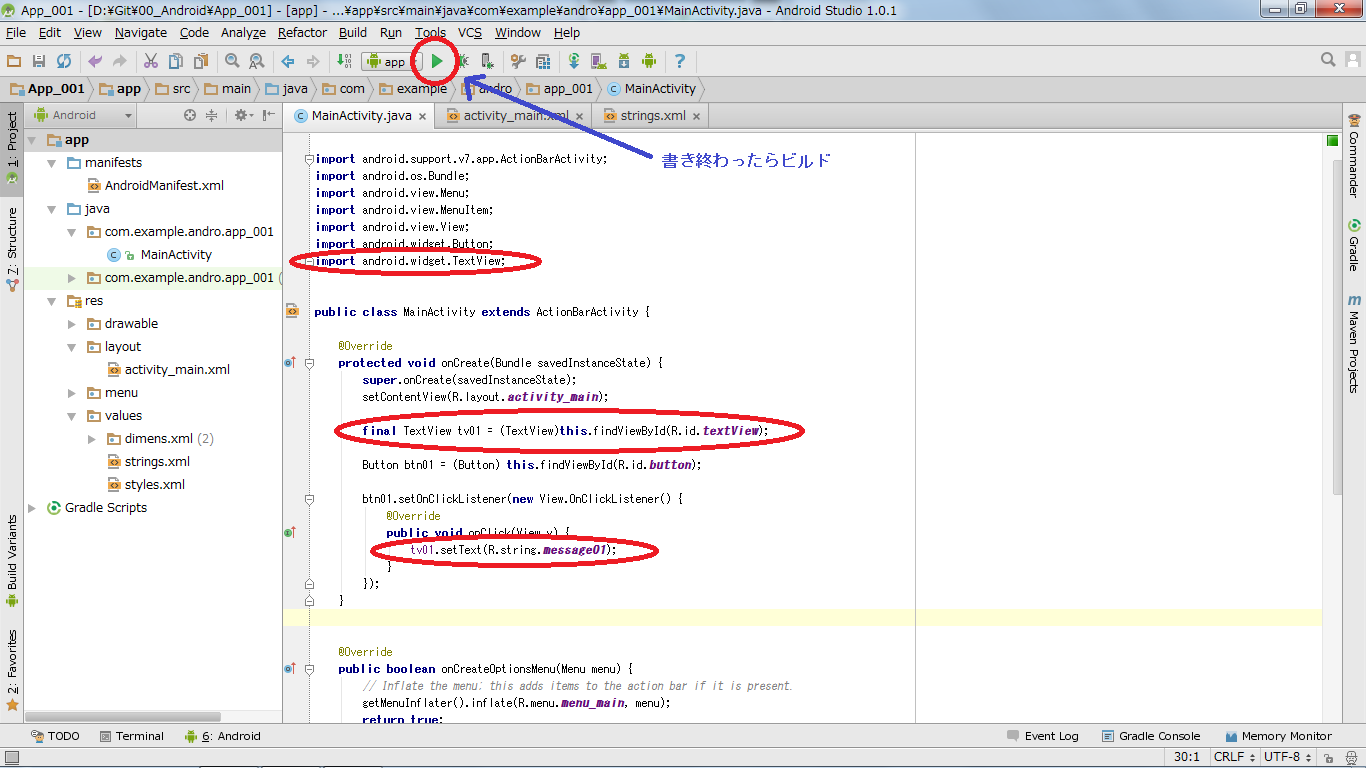 App_001 - [D:¥Git¥00_Android¥App_001] - [app] - ...¥app¥src¥main¥java¥com¥example¥andro¥app_001¥MainActivity.java - Android Studio 1.0.1
File Edit View Navigate Code Analyze Refactor Build Run Tools VCS Window Help
app
App_001 app src main java com example andro app_001 MainActivity
Android
MainActivity.java activity_main.xml strings.xml
1: Project
7: Structure
Build Variants
2: Favorites
app
manifests
AndroidManifest.xml
java
com.example.andro.app_001
MainActivity
com.example.andro.app_001 (
res
drawable
layout
activity_main.xml
menu
values
dimens.xml (2)
strings.xml
styles.xml
Gradle Scripts
書き終わったらビルド
import android.support.v7.app.ActionBarActivity;
import android.os.Bundle;
import android.view.Menu;
import android.view.MenuItem;
import android.view.View;
import android.widget.Button;
import android.widget.TextView;
public class MainActivity extends ActionBarActivity {
@Override
protected void onCreate(Bundle savedInstanceState) {
super.onCreate(savedInstanceState);
setContentView(R.layout.activity_main);
final TextView tv01 = (TextView)this.findViewById(R.id.textView);
Button btn01 = (Button) this.findViewById(R.id.button);
btn01.setOnClickListener(new View.OnClickListener() {
@Override
public void onClick(View v) {
tv01.setText(R.string.message01);
}
});
}
@Override
public boolean onCreateOptionsMenu(Menu menu) {
// Inflate the menu; this adds items to the action bar if it is present.
getMenuInflater().inflate(R.menu.menu_main, menu);
return true;
Commander
Gradle
Maven Projects
TODO Terminal 6: Android Event Log Gradle Console Memory Monitor
30:1 CRLF UTF-8